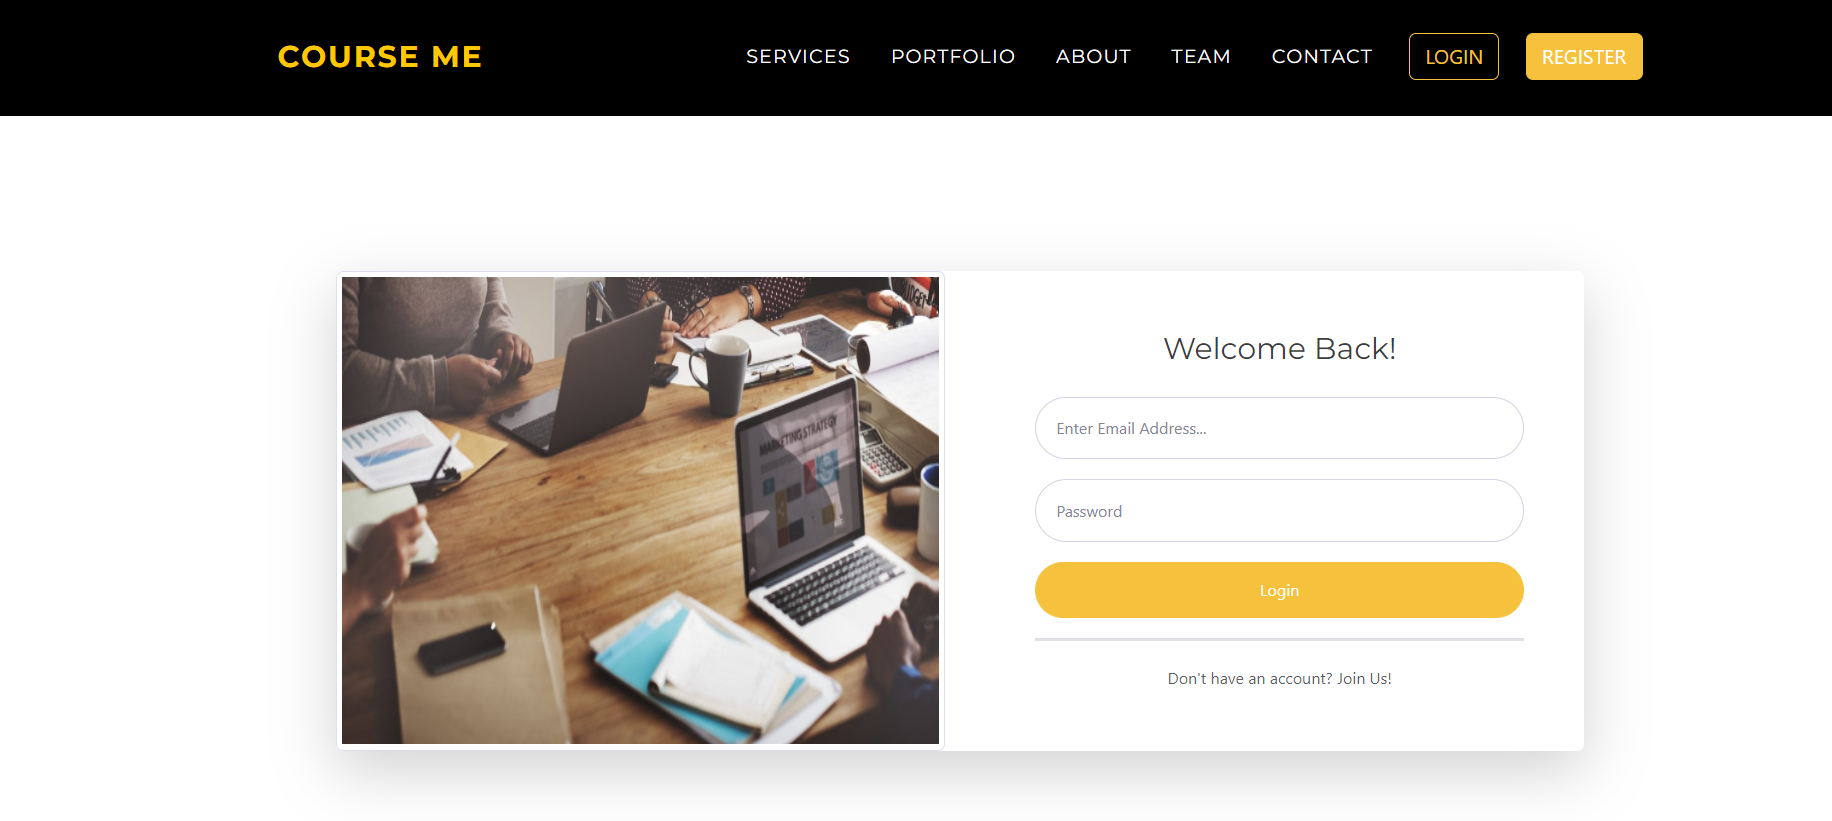 COURSE ME
SERVICES PORTFOLIO ABOUT TEAM CONTACT LOGIN REGISTER
BUDGET
MARKETING STRATEGY
Welcome Back!
Enter Email Address...
Password
Login
Don't have an account? Join Us!